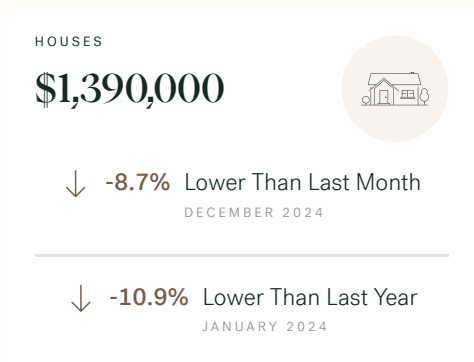 HOUSES
$1,390,000
-8.7% Lower Than Last Month
DECEMBER 2024
-10.9% Lower Than Last Year
JANUARY 2024